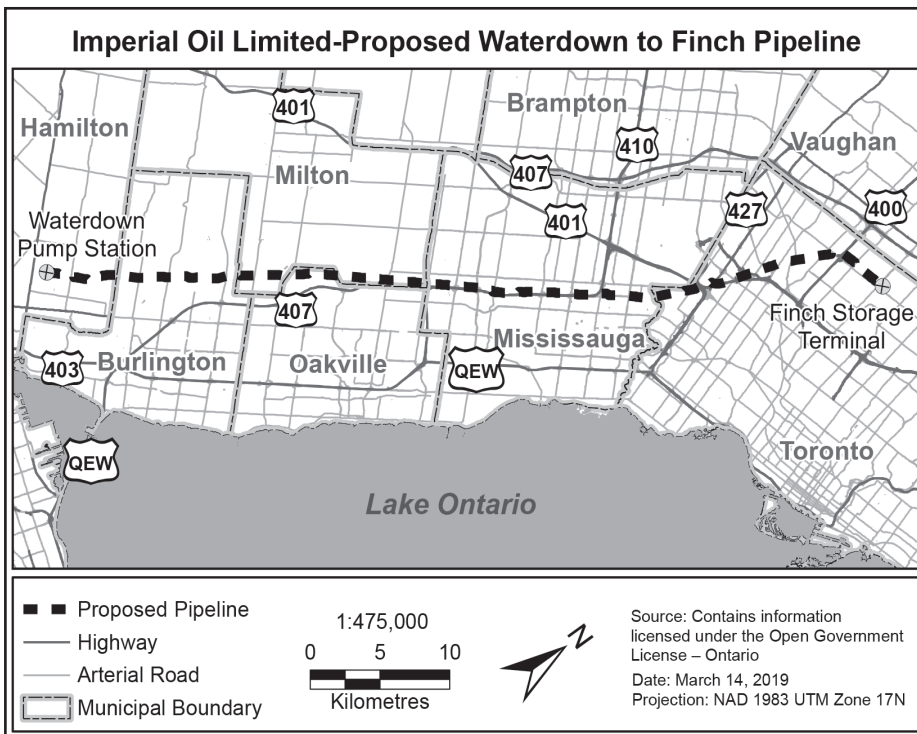 Imperial Oil Limited-Proposed Waterdown to Finch Pipeline
401
Brampton
Hamilton
410
Vaughan
Milton
407
427
400
401
Waterdown
Pump Station
407
Finch Storage
Terminal
Mississauga
403
Burlington
Oakville
QEW
QEW
Toronto
Lake Ontario
Proposed Pipeline
Highway
Arterial Road
Municipal Boundary
1:475,000
0 5 10
Kilometres
N
Source: Contains information
licensed under the Open Government
License – Ontario
Date: March 14, 2019
Projection: NAD 1983 UTM Zone 17N